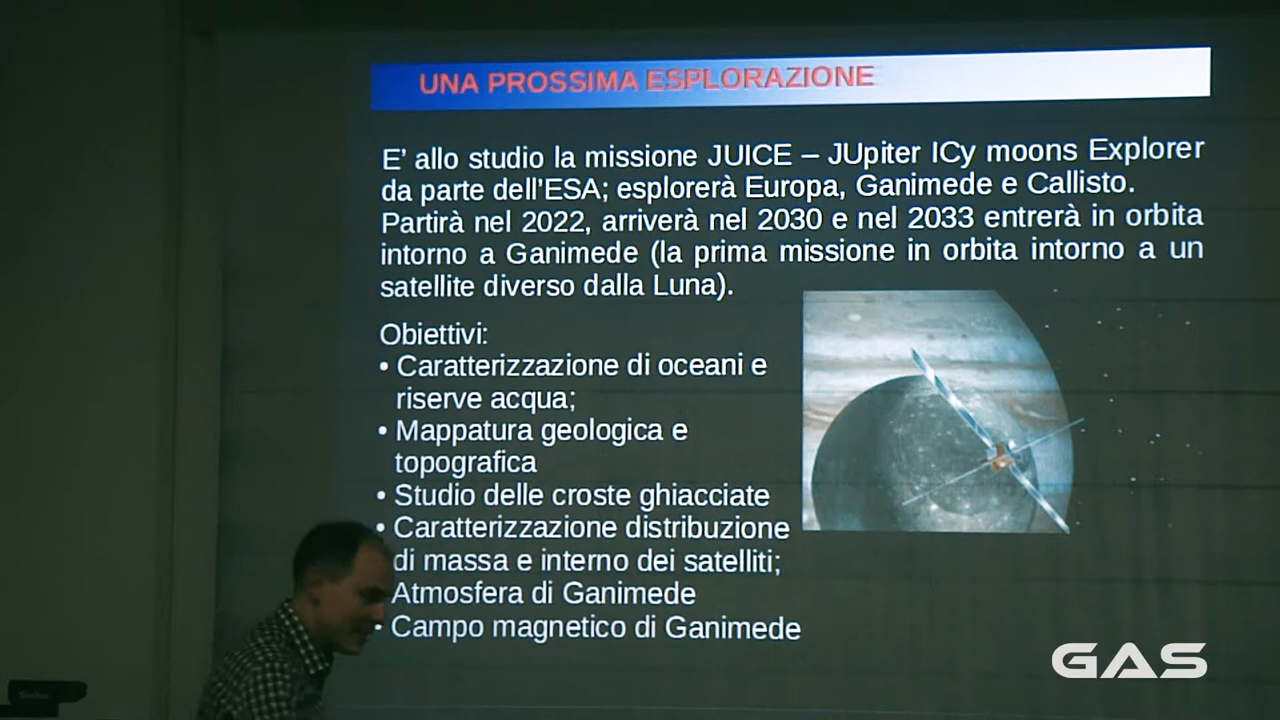 UNA PROSSIMA ESPLORAZIONE
E' allo studio la missione JUICE – JUpiter ICy moons Explorer
da parte dell'ESA; esplorerà Europa, Ganimede e Callisto.
Partirà nel 2022, arriverà nel 2030 e nel 2033 entrerà in orbita
intorno a Ganimede (la prima missione in orbita intorno a un
satellite diverso dalla Luna).
Obiettivi:
• Caratterizzazione di oceani e
riserve acqua;
• Mappatura geologica e
topografica
• Studio delle croste ghiacciate
• Caratterizzazione distribuzione
di massa e interno dei satelliti;
Atmosfera di Ganimede
• Campo magnetico di Ganimede
GAS